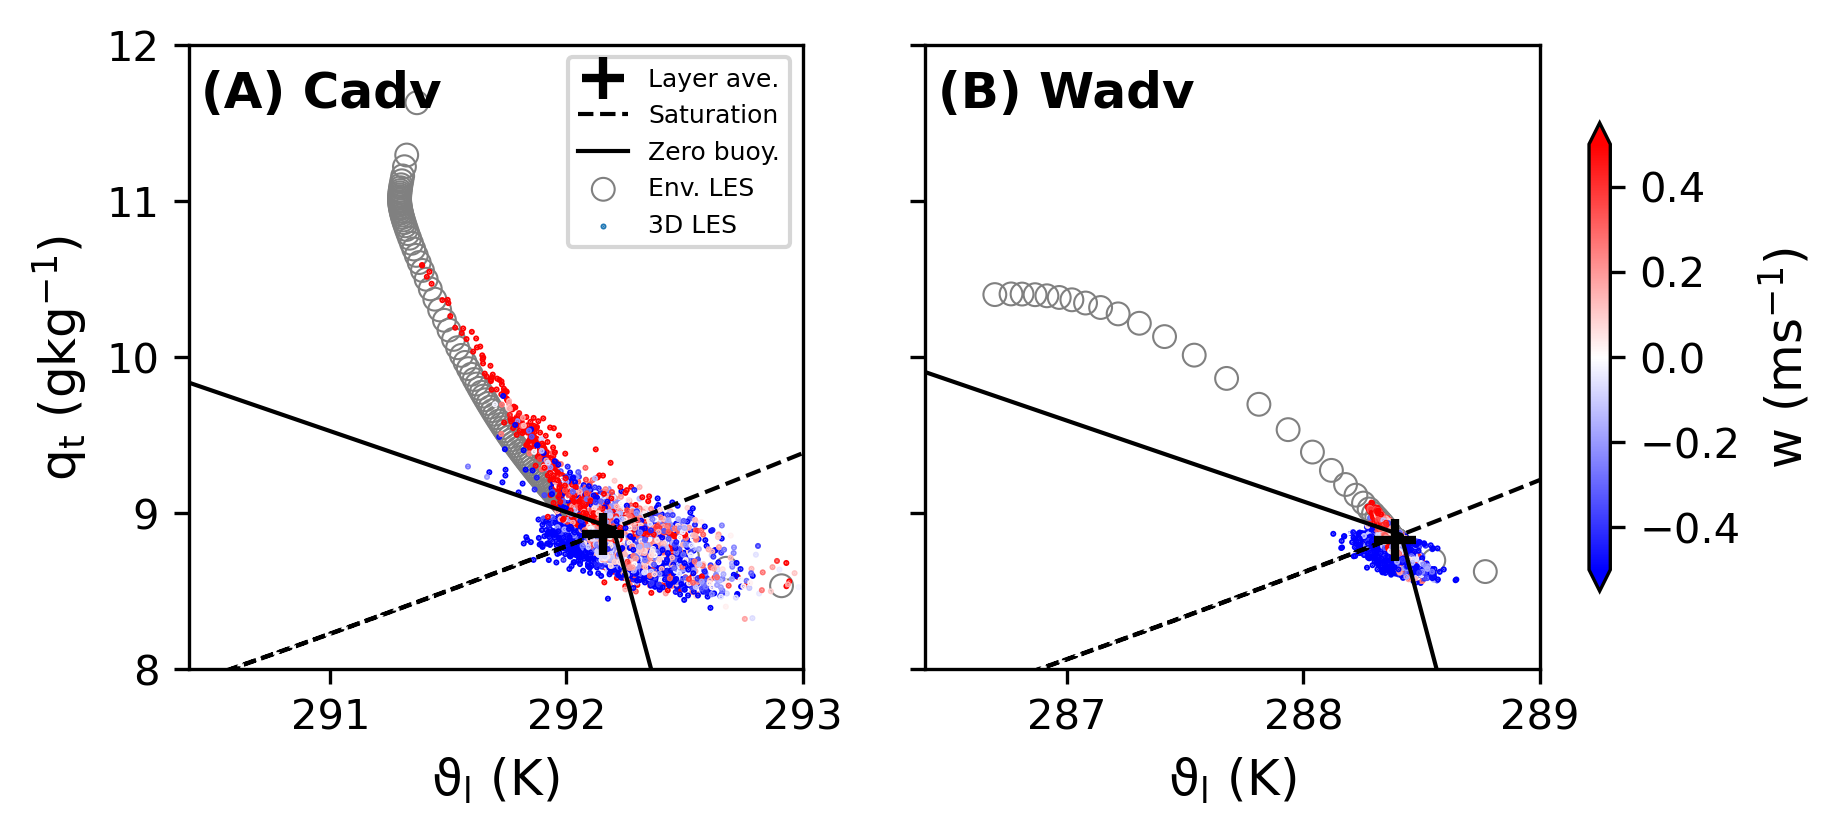 (A) Cadv
(B) Wadv
Layer ave.
Saturation
Zero buoy.
Env. LES
3D LES
12
11
10
9
8
qt (gkg−1)
291
292
293
ϑl (K)
287
288
289
ϑl (K)
0.4
0.2
0.0
−0.2
−0.4
w (ms−1)